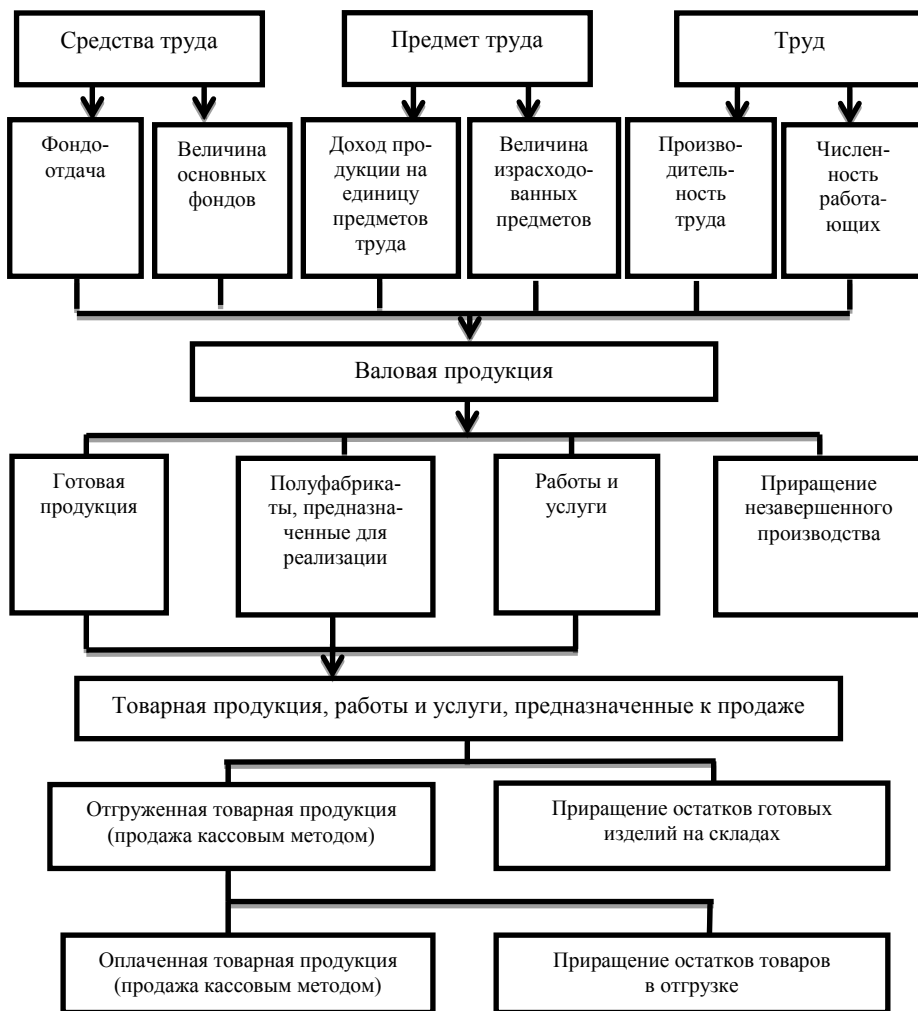 Средства труда
Предмет труда
Труд
Фондо-
отдача
Величина
основных
фондов
Доход про-
дукции на
единицу
предметов
труда
Величина
израсходо-
ванных
предметов
Произво-
дитель-
ность
труда
Числен-
ность
работа-
ющих
Валовая продукция
Готовая
продукция
Полуфабрика-
ты, предназна-
ченные для
реализации
Работы и
услуги
Приращение
незавершенного
производства
Товарная продукция, работы и услуги, предназначенные к продаже
Отгруженная товарная продукция
(продажа кассовым методом)
Приращение остатков готовых
изделий на складах
Оплаченная товарная продукция
(продажа кассовым методом)
Приращение остатков товаров
в отгрузке